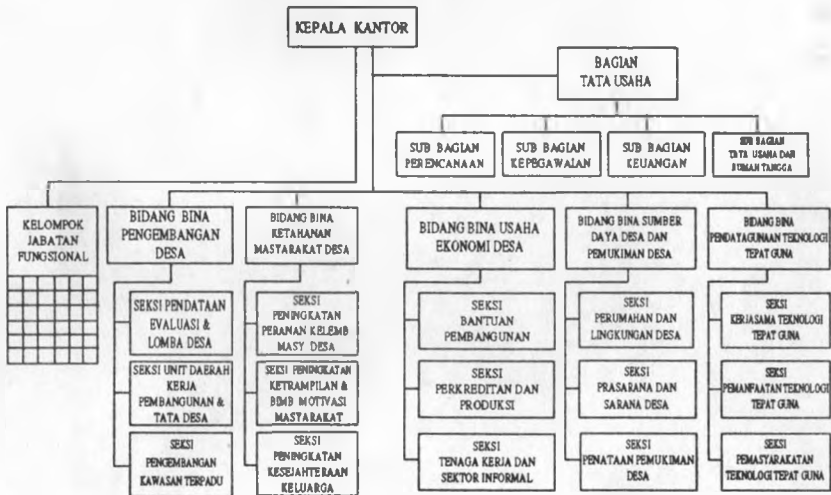 KEPALA KANTOR
BAGIAN
TATA USAHA
SUB BAGIAN
PERENCANAAN
SUB BAGIAN
KEPEGAWAIAN
SUB BAGIAN
KEUANGAN
SUB BAGIAN
TATA USAHA DAN
RUMAH TANGGA
KELOMPOK
JABATAN
FUNGSIONAL
BIDANG BINA
PENGEMBANGAN
DESA
SEKSI PENDATAAN
EVALUASI &
LOMBA DESA
SEKSI UNIT DAERAH
KERJA
PEMBANGUNAN &
TATA DESA
SEKSI
PENGEMBANGAN
KAWASAN TERPADU
BIDANG BINA
KETAHANAN
MASYARAKAT DESA
SEKSI
PENINGKATAN
PERANAN KELEMB
MASY DESA
SEKSI PENINGKATAN
KETRAMPILAN &
BIMB MOTIVASI
MASYARAKAT
SEKSI
PENINGKATAN
KESEJAHTERAAN
KELUARGA
BIDANG BINA USAHA
EKONOMI DESA
SEKSI
BANTUAN
PEMBANGUNAN
SEKSI
PERKREDITAN DAN
PRODUKSI
SEKSI
TENAGA KERJA DAN
SEKTOR INFORMAL
BIDANG BINA SUMBER
DAYA DESA DAN
PEMUKIMAN DESA
SEKSI
PERUMAHAN DAN
LINGKUNGAN DESA
SEKSI
PRASARANA DAN
SARANA DESA
SEKSI
PENATAAN PEMUKIMAN
DESA
BIDANG BINA
PENDAYAGUNAAN TEKNOLOGI
TEPAT GUNA
SEKSI
KERJASAMA TEKNOLOGI
TEPAT GUNA
SEKSI
PEMANFAATAN TEKNOLOGI
TEPAT GUNA
SEKSI
PEMASYARAKATAN
TEKNOLOGI TEPAT GUNA